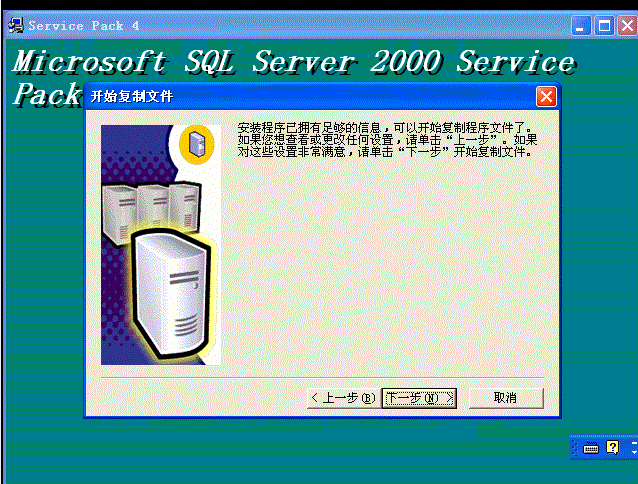 Service Pack 4
Microsoft SQL Server 2000 Service
Pack
开始复制文件
安装程序已拥有足够的信息，可以开始复制程序文件了。
如果您想查看或更改任何设置，请单击“上一步”。如果
对这些设置非常满意，请单击“下一步”开始复制文件。
< 上一步(B)
下一步(N) >
取消